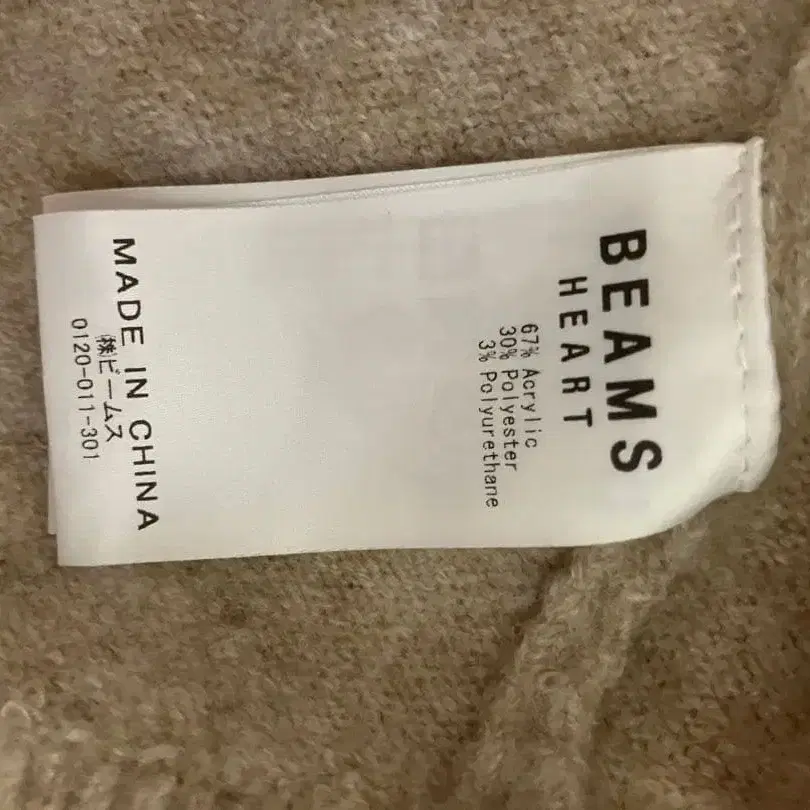 BEAMS
HEART
67% Acrylic
30% Polyester
3% Polyurethane
MADE IN CHINA
㈱ビームス
0120-011-301